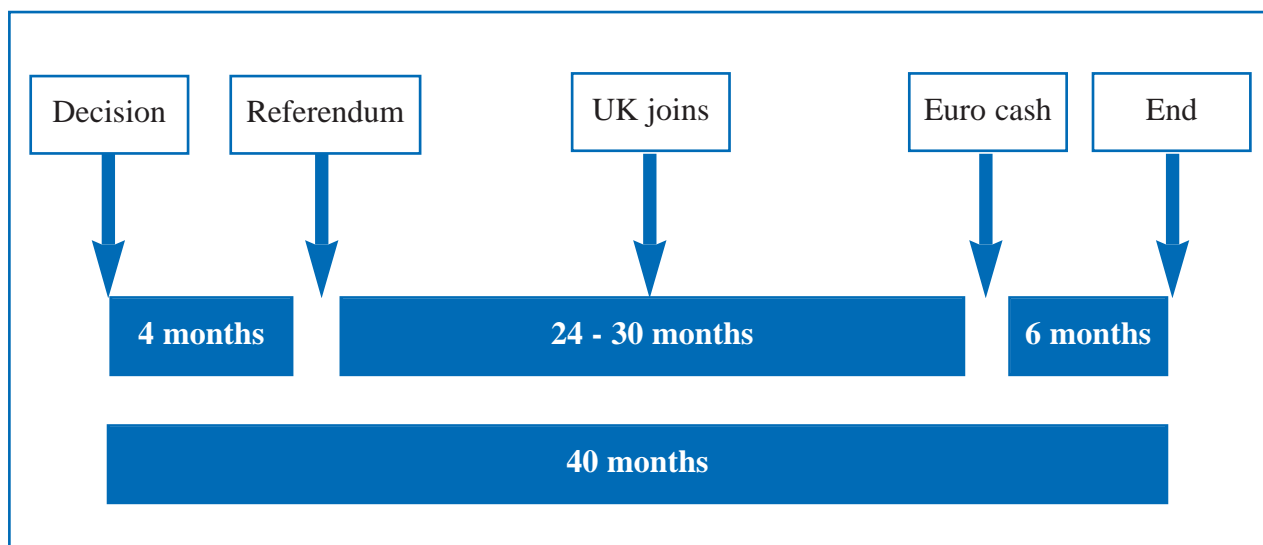 Decision
Referendum
UK joins
Euro cash
End
4 months
24 - 30 months
6 months
40 months